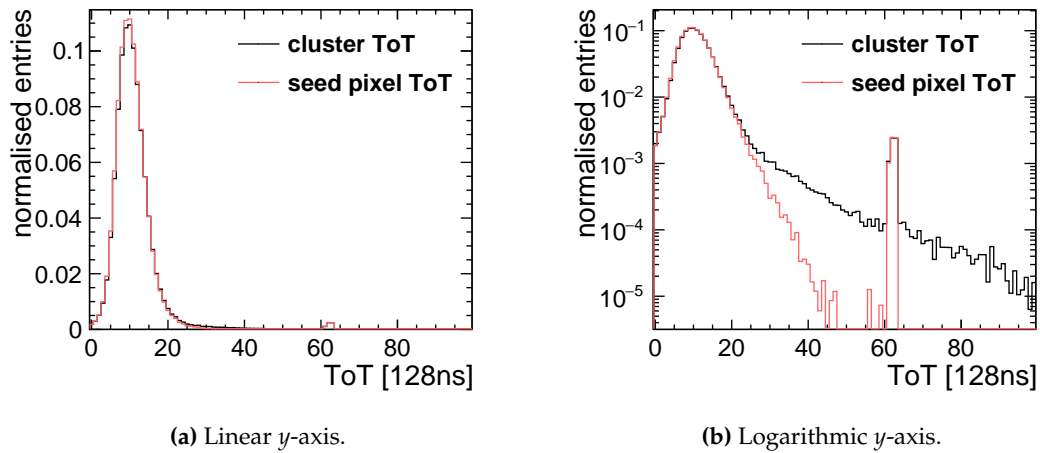 normalised entries
0.1
0.08
0.06
0.04
0.02
0
0 20 40 60 80
ToT [128ns]
cluster ToT
seed pixel ToT
(a) Linear y-axis.
normalised entries
10⁻¹
10⁻²
10⁻³
10⁻⁴
10⁻⁵
0 20 40 60 80
ToT [128ns]
cluster ToT
seed pixel ToT
(b) Logarithmic y-axis.